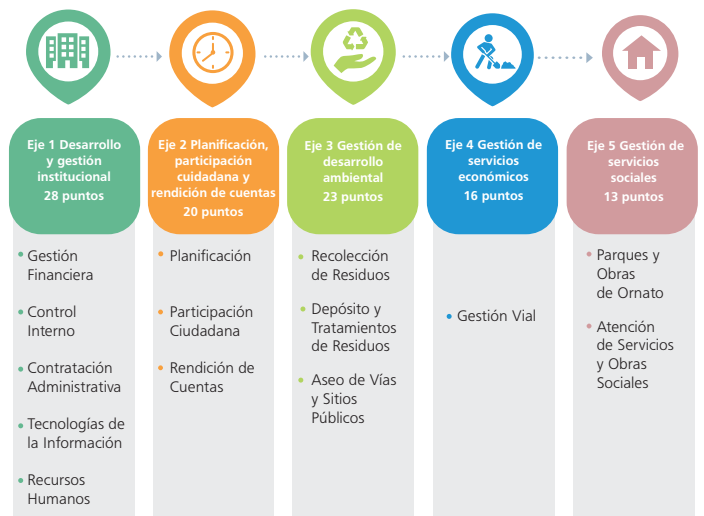 Eje 1 Desarrollo
y gestión
institucional
28 puntos
Gestión
Financiera
Control
Interno
Contratación
Administrativa
Tecnologías de
la Información
Recursos
Humanos
Eje 2 Planificación,
participación
cuidadana y
rendición de cuentas
20 puntos
Planificación
Participación
Ciudadana
Rendición de
Cuentas
Eje 3 Gestión de
desarrollo
ambiental
23 puntos
Recolección
de Residuos
Depósito y
Tratamientos
de Residuos
Aseo de Vías
y Sitios
Públicos
Eje 4 Gestión de
servicios
económicos
16 puntos
Gestión Vial
Eje 5 Gestión de
servicios
sociales
13 puntos
Parques y
Obras
de Ornato
Atención
de Servicios
y Obras
Sociales